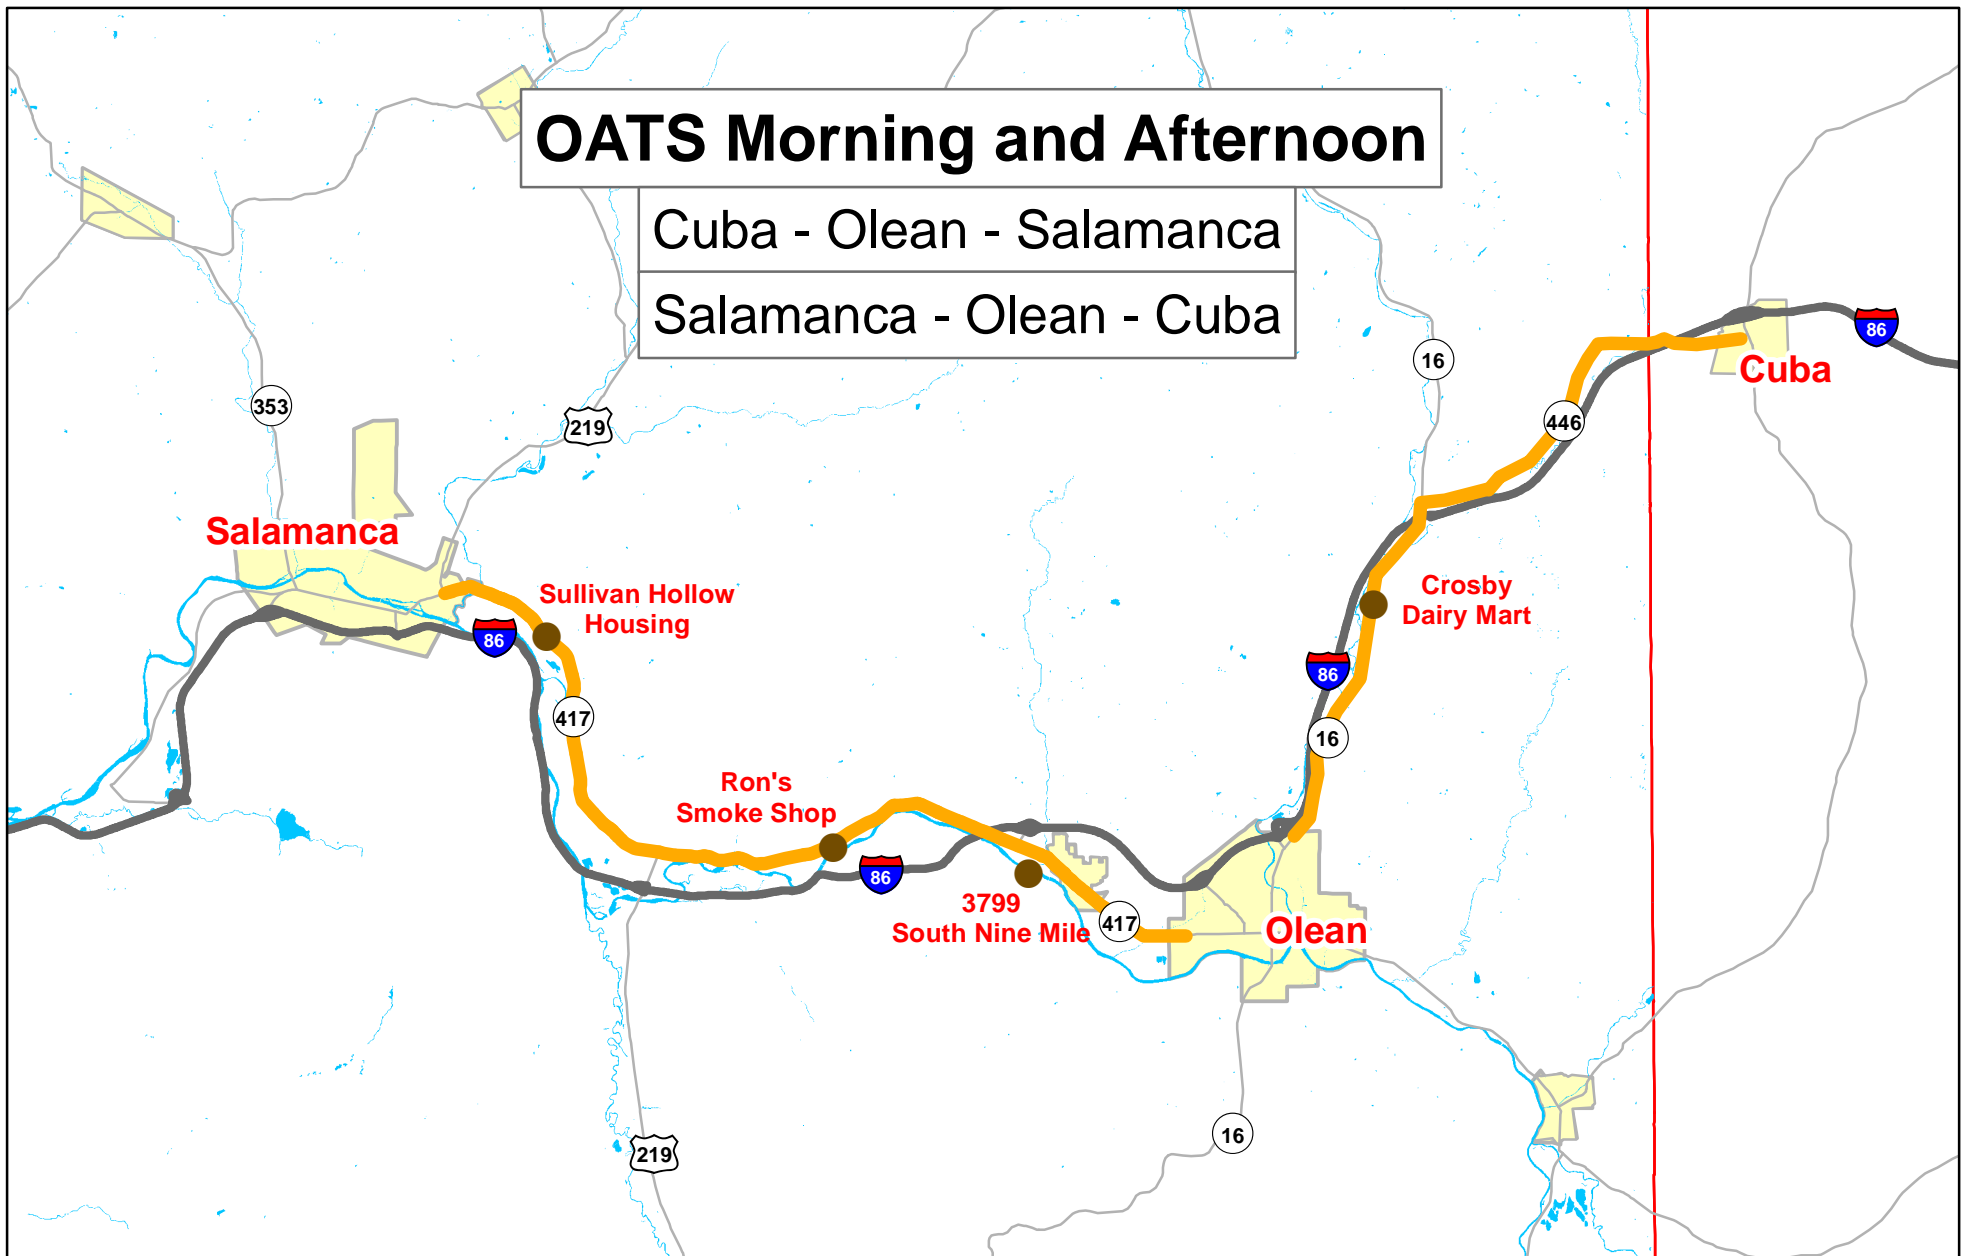 OATS Morning and Afternoon
Cuba - Olean - Salamanca
Salamanca - Olean - Cuba
86
16
Cuba
353
219
446
Salamanca
Sullivan Hollow
Housing
Crosby
Dairy Mart
86
86
417
16
Ron's
Smoke Shop
86
3799
South Nine Mile
417
Olean
16
219